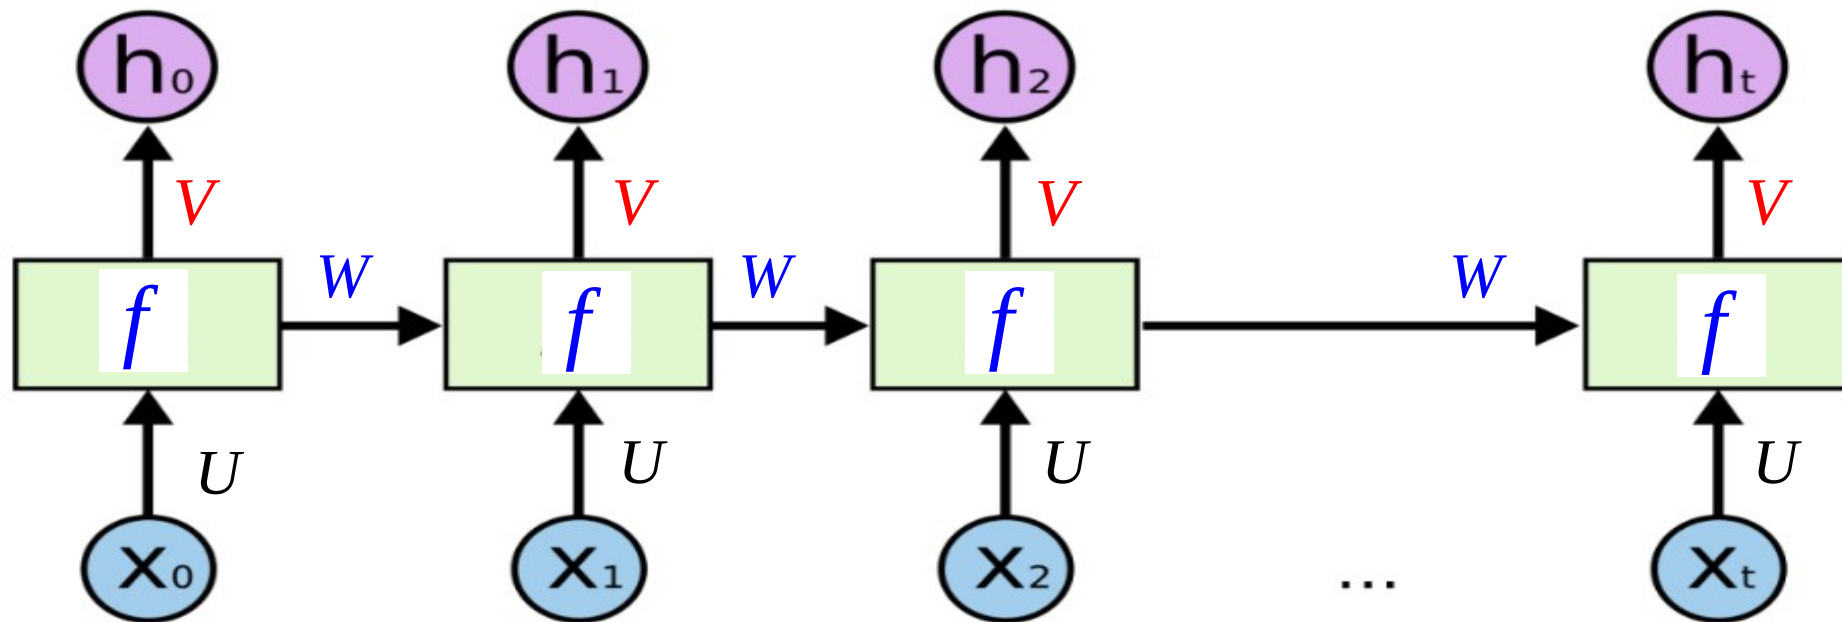 h0 h1 h2 ht
V V V V
W W W
f f f f
U U U U
x0 x1 x2 ... xt